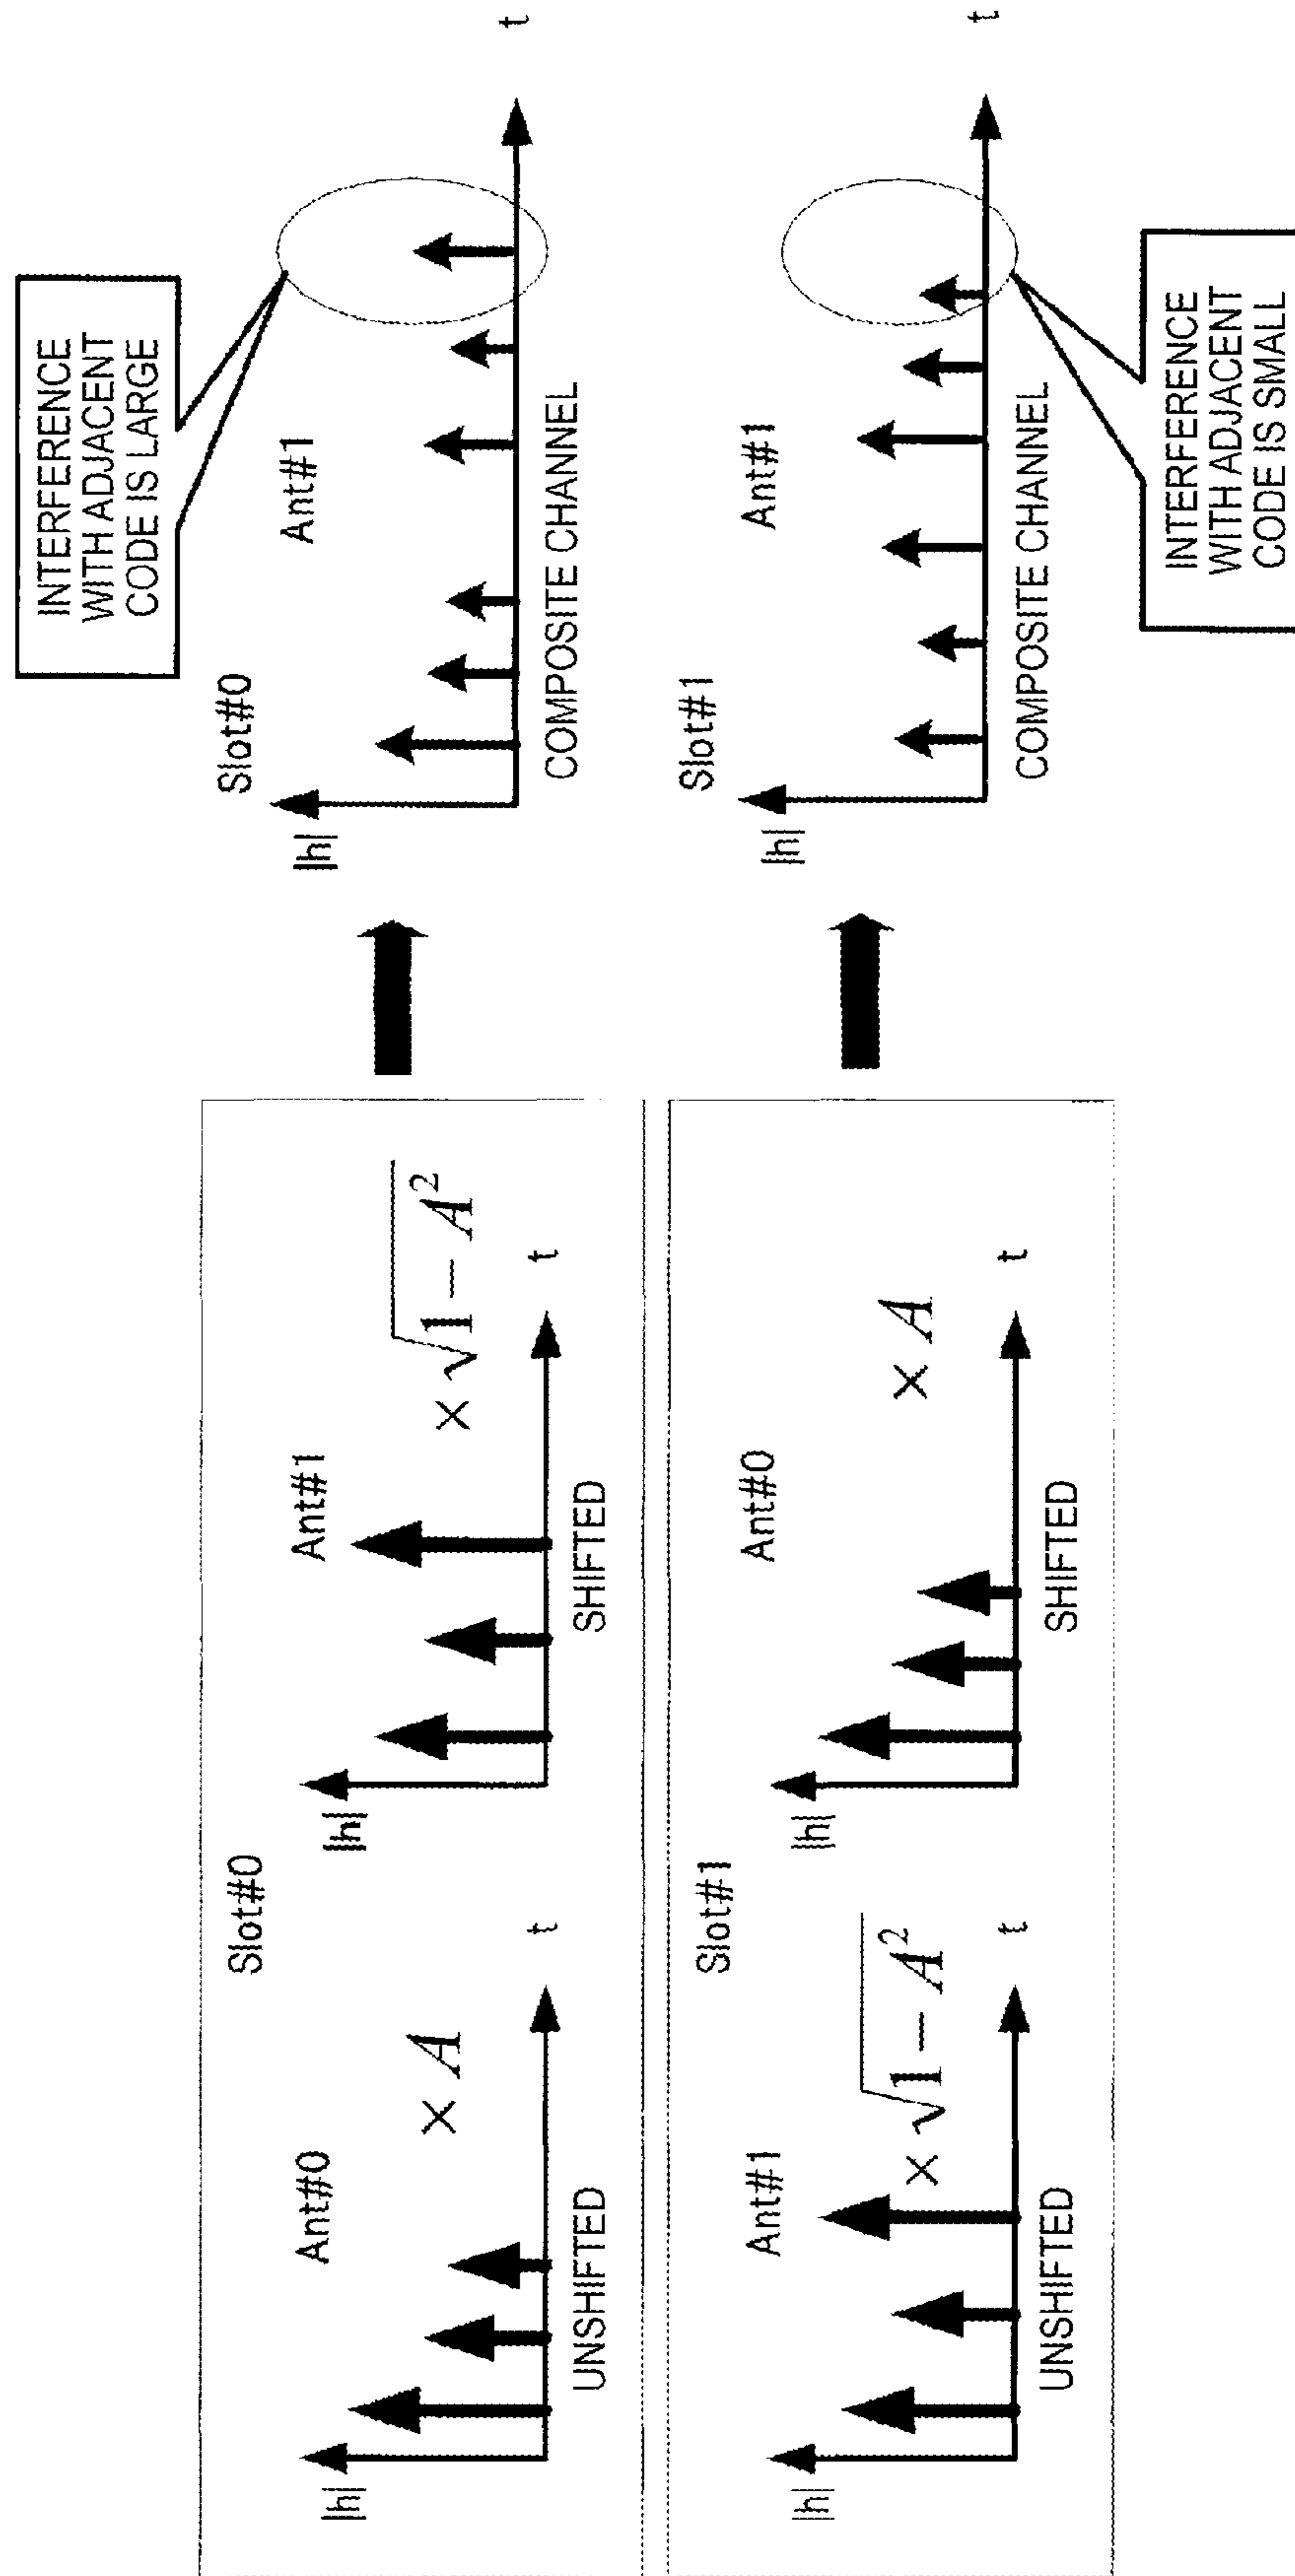 Slot#0
|h|
Ant#0
× A
t
UNSHIFTED
|h|
Ant#1
× √1 − A²
t
SHIFTED
Slot#0
|h|
Ant#1
t
COMPOSITE CHANNEL
INTERFERENCE
WITH ADJACENT
CODE IS LARGE
Slot#1
|h|
Ant#1
× √1 − A²
t
UNSHIFTED
|h|
Ant#0
× A
t
SHIFTED
Slot#1
|h|
Ant#1
t
COMPOSITE CHANNEL
INTERFERENCE
WITH ADJACENT
CODE IS SMALL